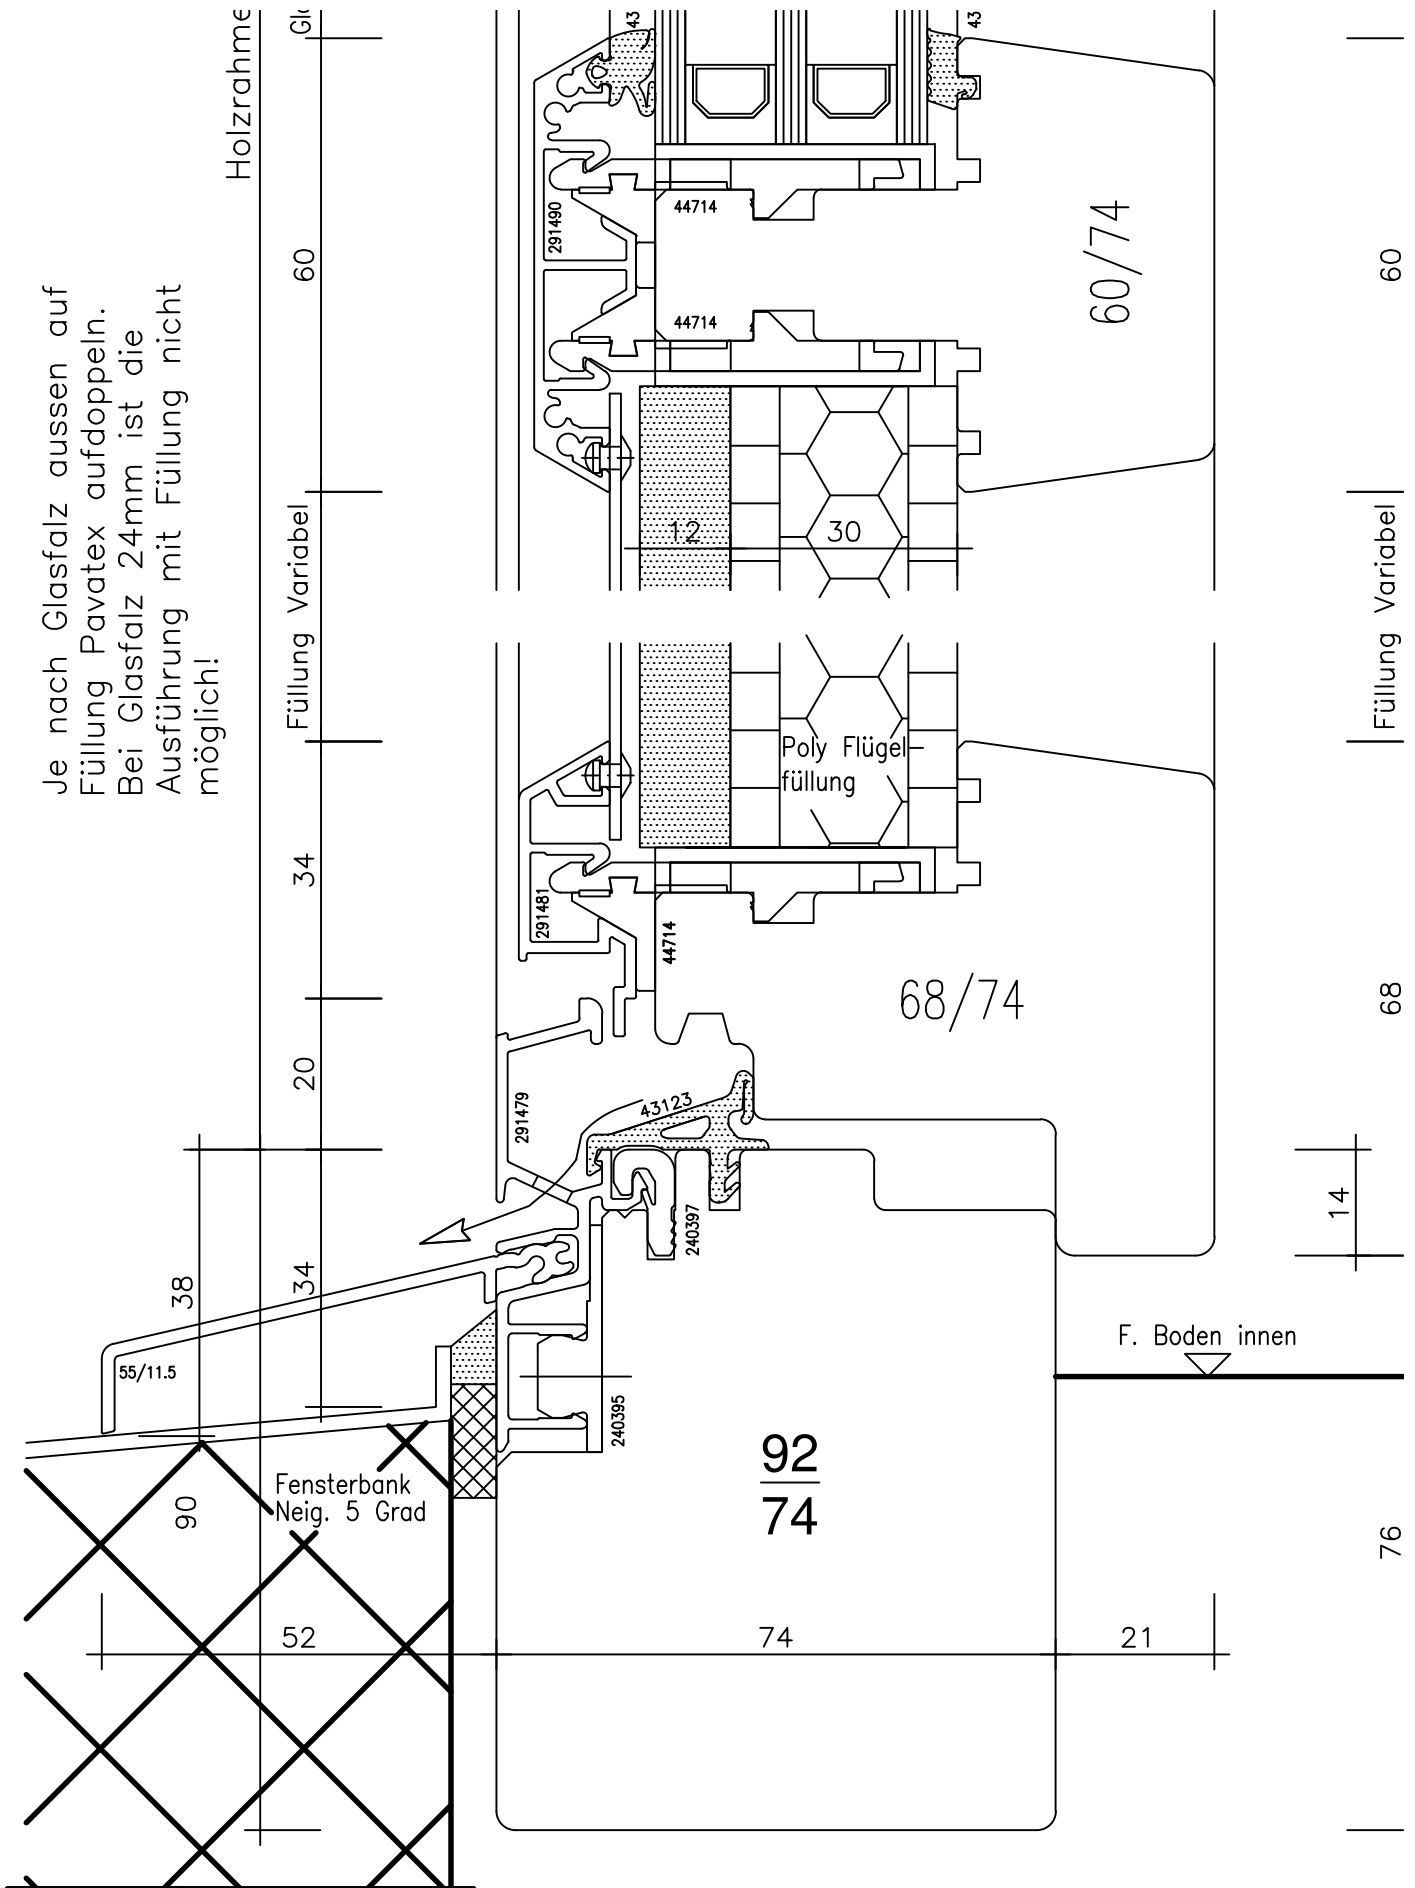 Holzrahme
43
43
60
291490
44714
44714
60/74
60
Je nach Glasfalz aussen auf
Füllung Pavatex aufdoppeln.
Bei Glasfalz 24mm ist die
Ausführung mit Füllung nicht
möglich!
Füllung Variabel
12
30
Füllung Variabel
Poly Flügel-
füllung
34
291481
44714
68/74
68
20
291479
43123
240397
14
38
34
55/11.5
240395
F. Boden innen
92
74
Fensterbank
Neig. 5 Grad
90
76
52
74
21